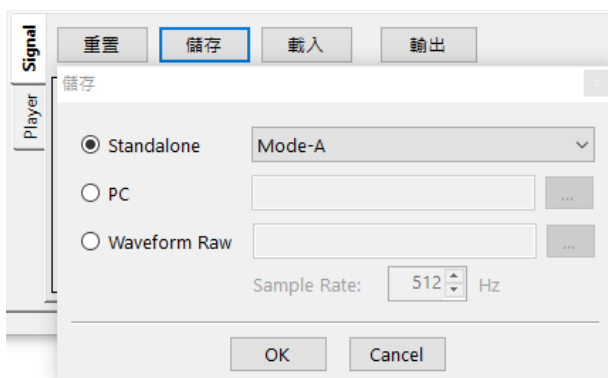 Signal
重置 儲存 載入 輸出
儲存 x
Player
Standalone Mode-A
PC ...
Waveform Raw ...
Sample Rate: 512 Hz
OK Cancel